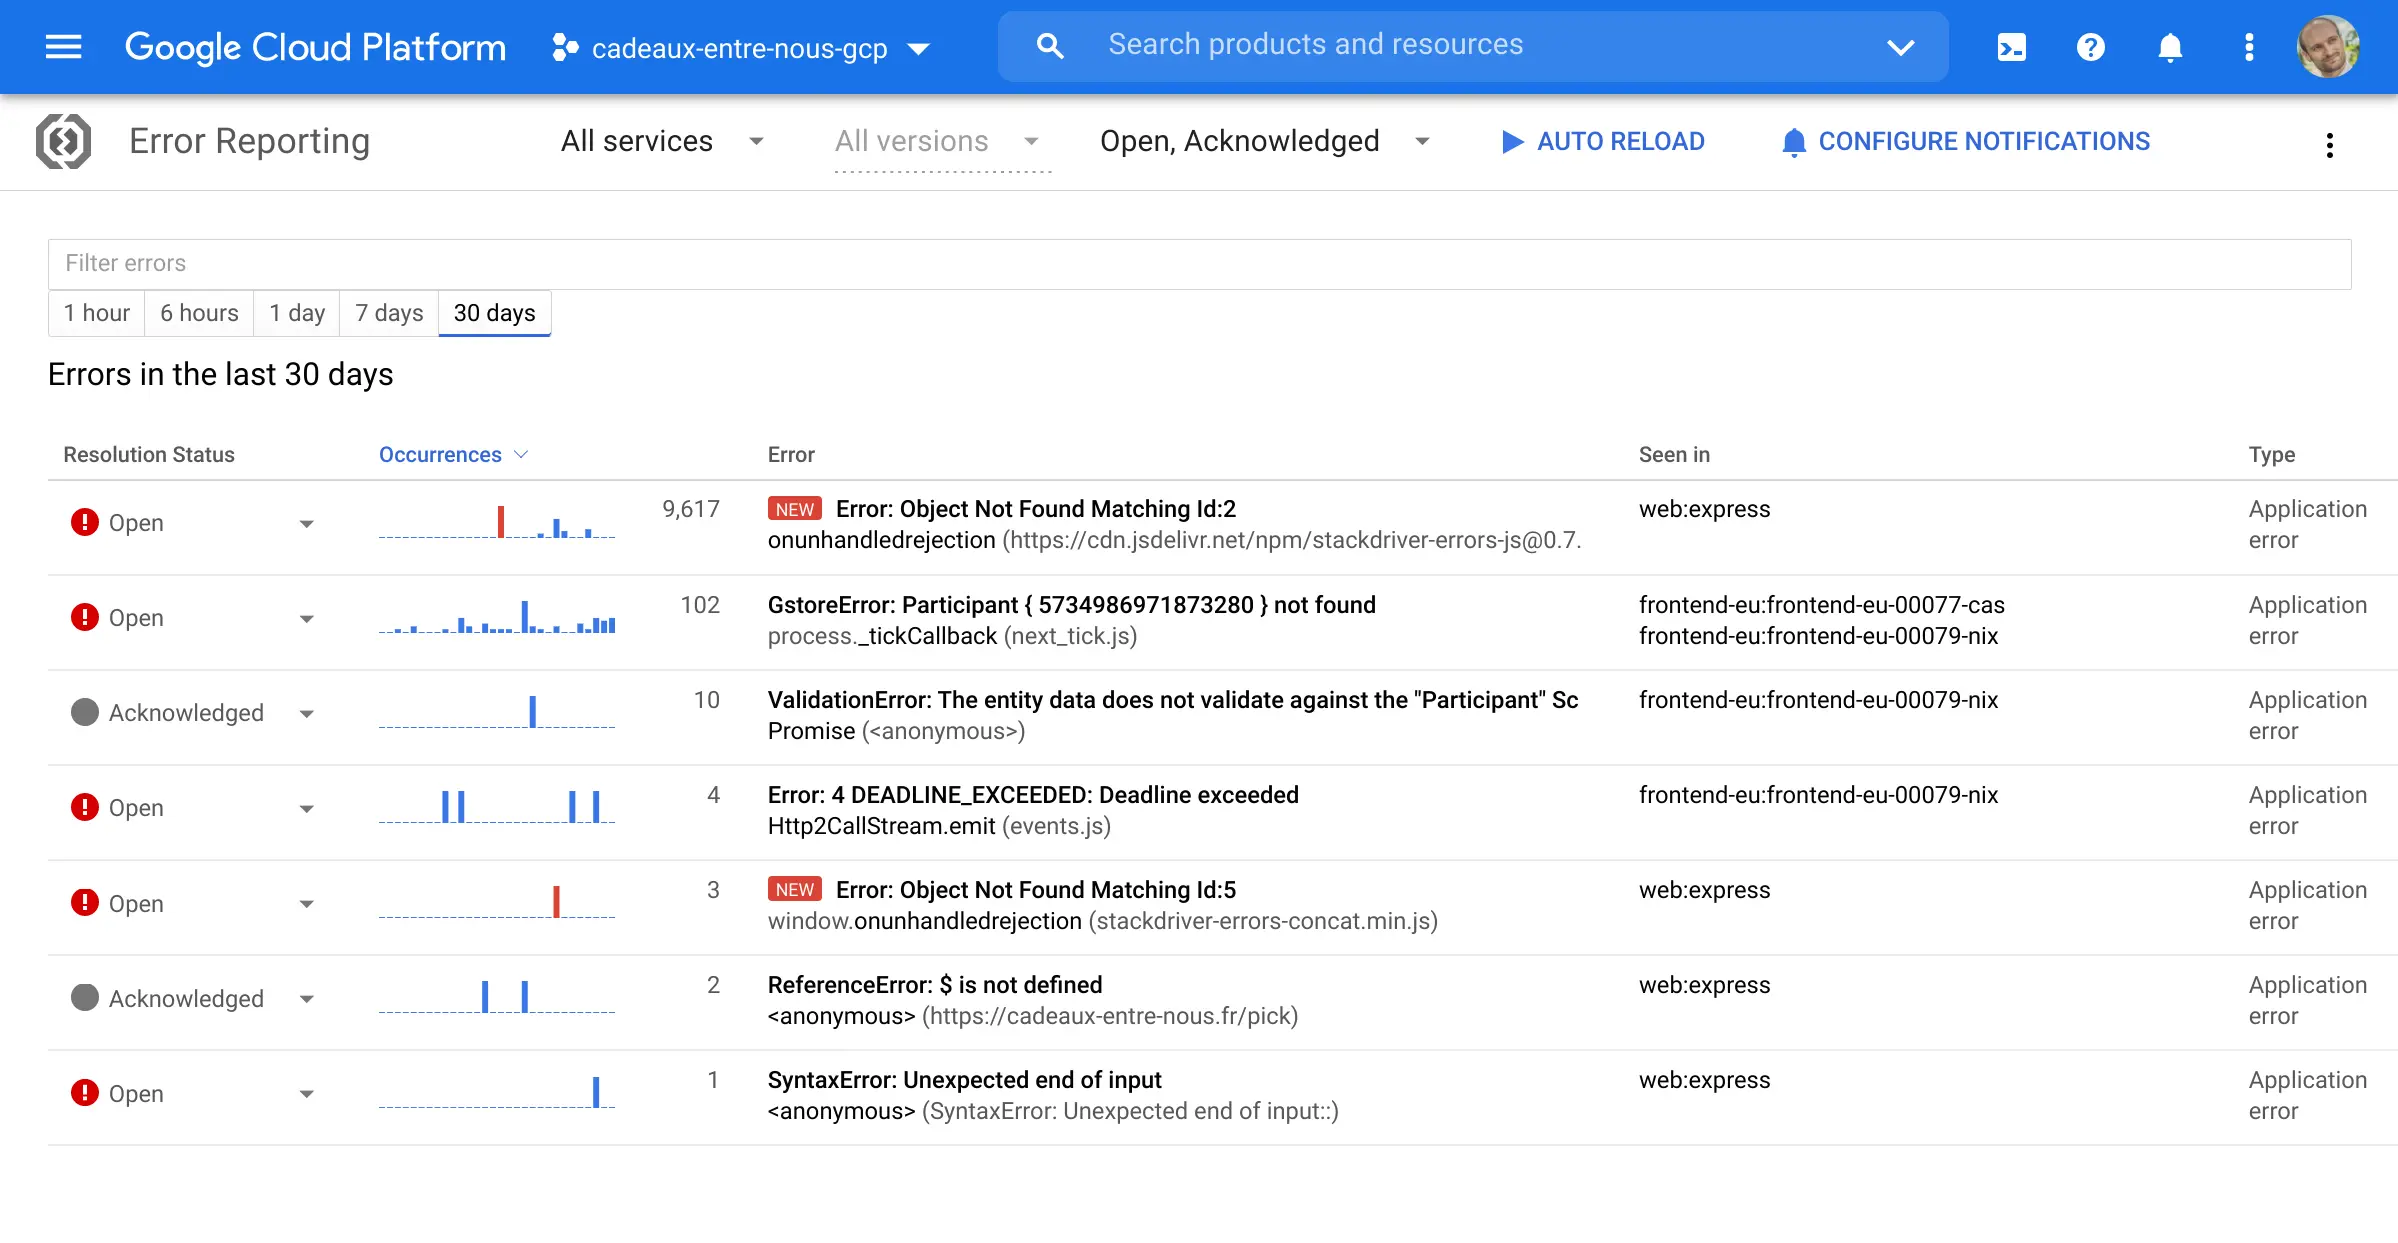 Google Cloud Platform cadeaux-entre-nous-gcp Search products and resources
Error Reporting All services All versions Open, Acknowledged AUTO RELOAD CONFIGURE NOTIFICATIONS
Filter errors
1 hour 6 hours 1 day 7 days 30 days
Errors in the last 30 days
Resolution Status Occurrences Error Seen in Type
Open 9,617 NEW Error: Object Not Found Matching Id:2 web:express Application
onunhandledrejection (https://cdn.jsdelivr.net/npm/stackdriver-errors-js@0.7. error
Open 102 GstoreError: Participant { 5734986971873280 } not found frontend-eu:frontend-eu-00077-cas Application
process._tickCallback (next_tick.js) frontend-eu:frontend-eu-00079-nix error
Acknowledged 10 ValidationError: The entity data does not validate against the "Participant" Sc frontend-eu:frontend-eu-00079-nix Application
Promise (<anonymous>) error
Open 4 Error: 4 DEADLINE_EXCEEDED: Deadline exceeded frontend-eu:frontend-eu-00079-nix Application
Http2CallStream.emit (events.js) error
Open 3 NEW Error: Object Not Found Matching Id:5 web:express Application
window.onunhandledrejection (stackdriver-errors-concat.min.js) error
Acknowledged 2 ReferenceError: $ is not defined web:express Application
<anonymous> (https://cadeaux-entre-nous.fr/pick) error
Open 1 SyntaxError: Unexpected end of input web:express Application
<anonymous> (SyntaxError: Unexpected end of input::) error